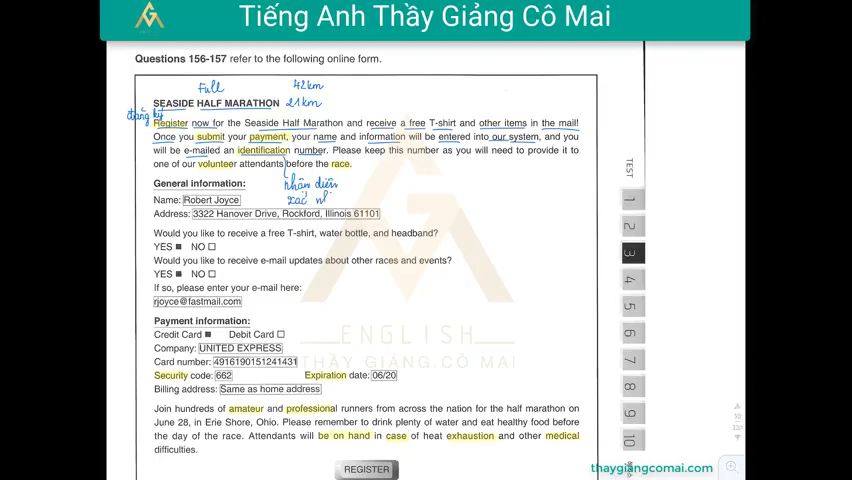 Tiếng Anh Thầy Giảng Cô Mai
Questions 156-157 refer to the following online form.
Full 42km
SEASIDE HALF MARATHON 21km
đăng ký
Register now for the Seaside Half Marathon and receive a free T-shirt and other items in the mail!
Once you submit your payment, your name and information will be entered into our system, and you
will be e-mailed an identification number. Please keep this number as you will need to provide it to
one of our volunteer attendants before the race.
General information:
nhận diện
Name: Robert Joyce
xác nh
Address: 3322 Hanover Drive, Rockford, Illinois 61101
Would you like to receive a free T-shirt, water bottle, and headband?
YES ■ NO □
Would you like to receive e-mail updates about other races and events?
YES ■ NO □
If so, please enter your e-mail here:
rjoyce@fastmail.com
Payment information:
Credit Card ■ Debit Card □
Company: UNITED EXPRESS
Card number: 4916190151241431
Security code: 662 Expiration date: 06/20
Billing address: Same as home address
Join hundreds of amateur and professional runners from across the nation for the half marathon on
June 28, in Erie Shore, Ohio. Please remember to drink plenty of water and eat healthy food before
the day of the race. Attendants will be on hand in case of heat exhaustion and other medical
difficulties.
REGISTER
ENGLISH
THẦY GIẢNG.CÔ MAI
TEST
1
2
3
4
5
6
7
8
9
10
thaygiangcomai.com